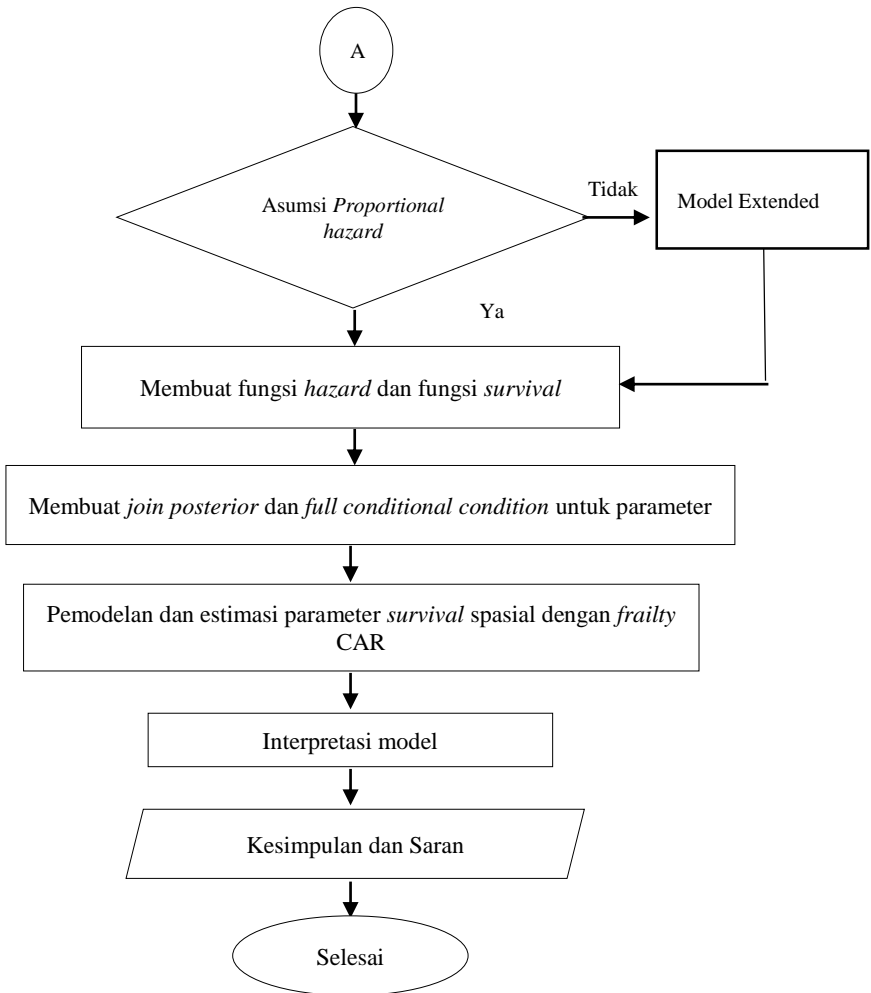 A
Asumsi Proportional
hazard
Tidak
Model Extended
Ya
Membuat fungsi hazard dan fungsi survival
Membuat join posterior dan full conditional condition untuk parameter
Pemodelan dan estimasi parameter survival spasial dengan frailty
CAR
Interpretasi model
Kesimpulan dan Saran
Selesai